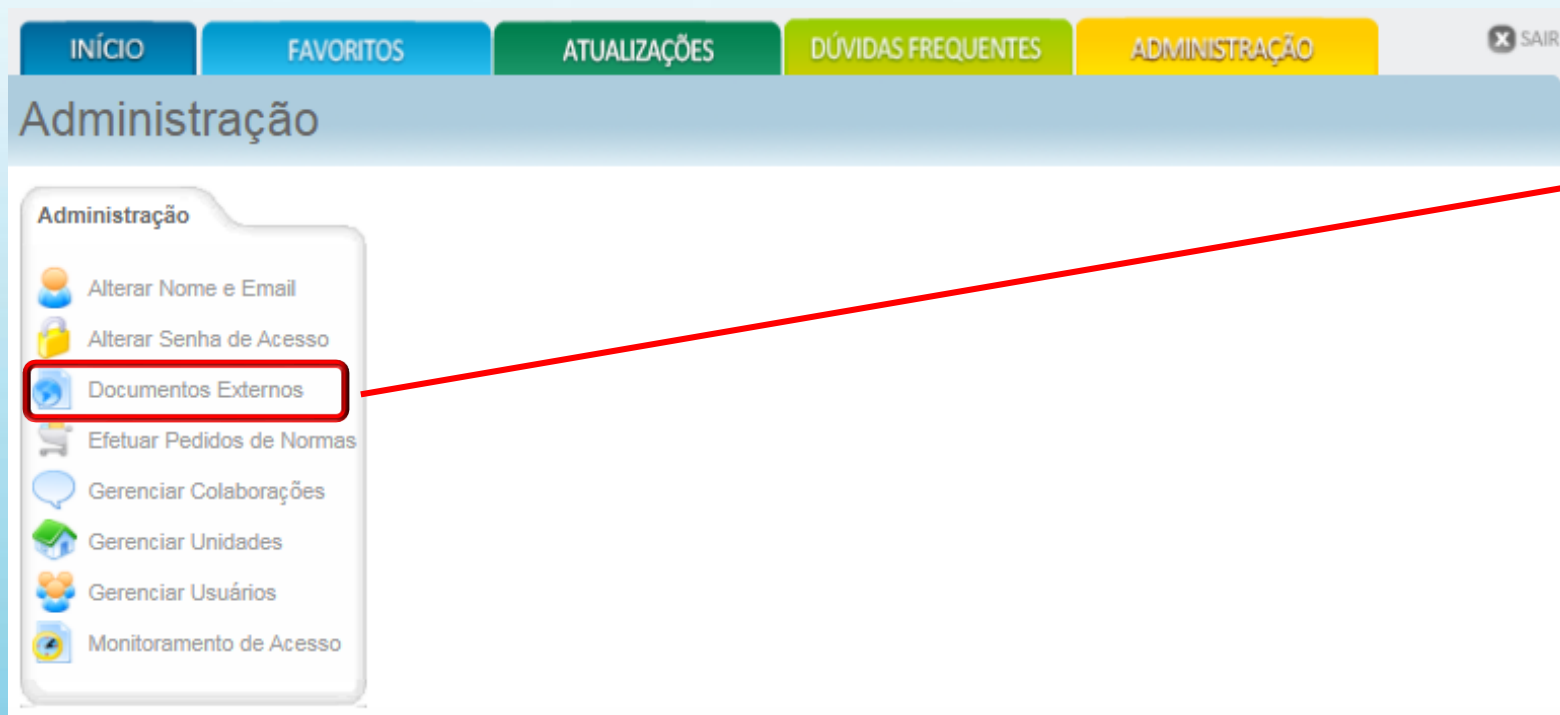 INÍCIO FAVORITOS ATUALIZAÇÕES DÚVIDAS FREQUENTES ADMINISTRAÇÃO X SAIR
Administração
Administração
Alterar Nome e Email
Alterar Senha de Acesso
Documentos Externos
Efetuar Pedidos de Normas
Gerenciar Colaborações
Gerenciar Unidades
Gerenciar Usuários
Monitoramento de Acesso